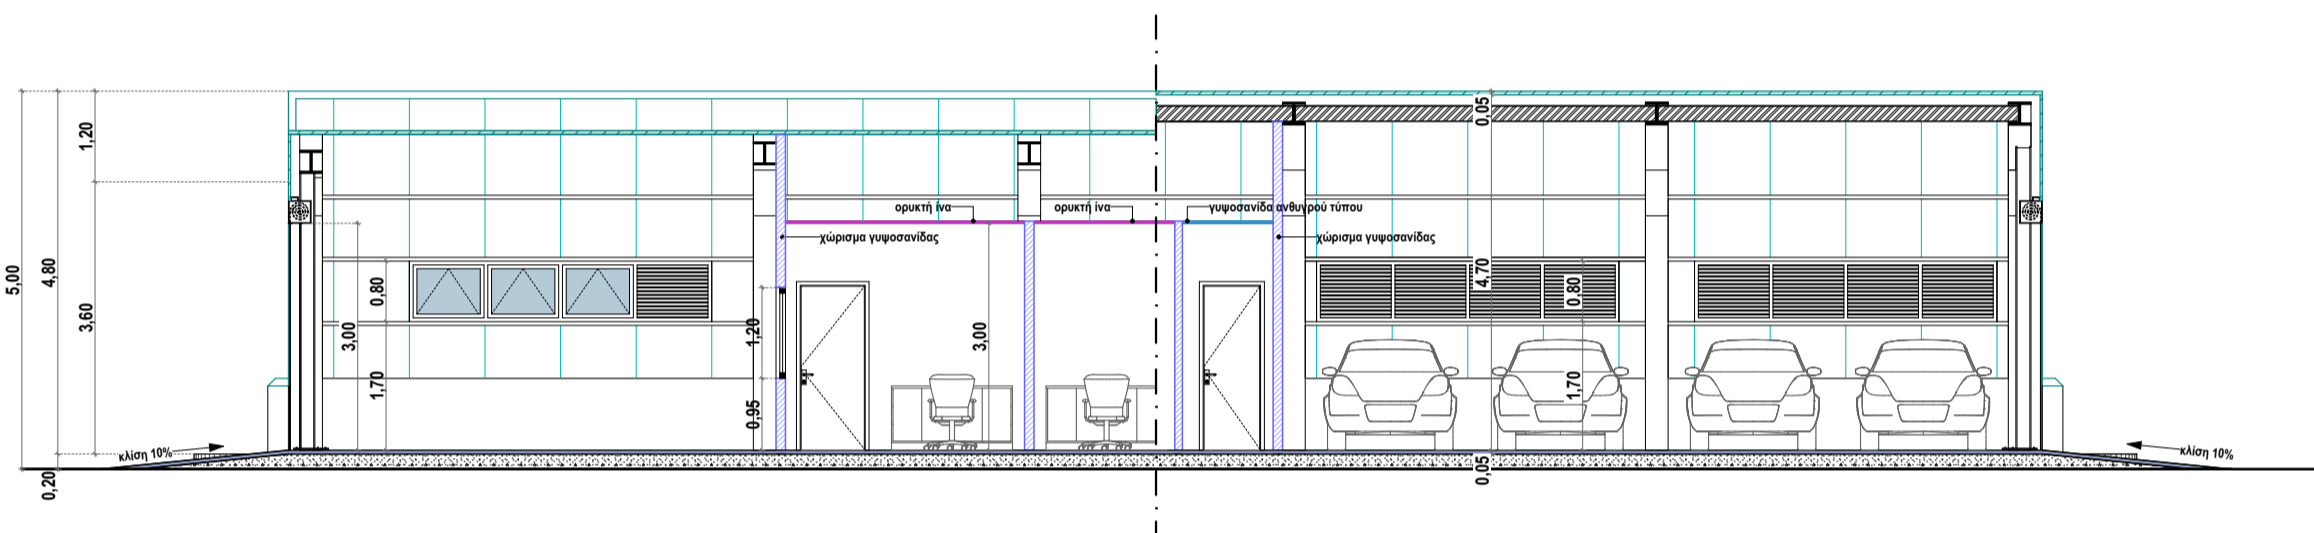 5,00
4,80
0,20
1,20
3,60
κλίση 10%
3,00
0,80
1,70
1,20
0,95
ορυκτή ίνα
χώρισμα γυψοσανίδας
3,00
ορυκτή ίνα
γυψοσανίδα ανθυγρού τύπου
χώρισμα γυψοσανίδας
0,05
4,70
0,05
0,80
1,70
κλίση 10%